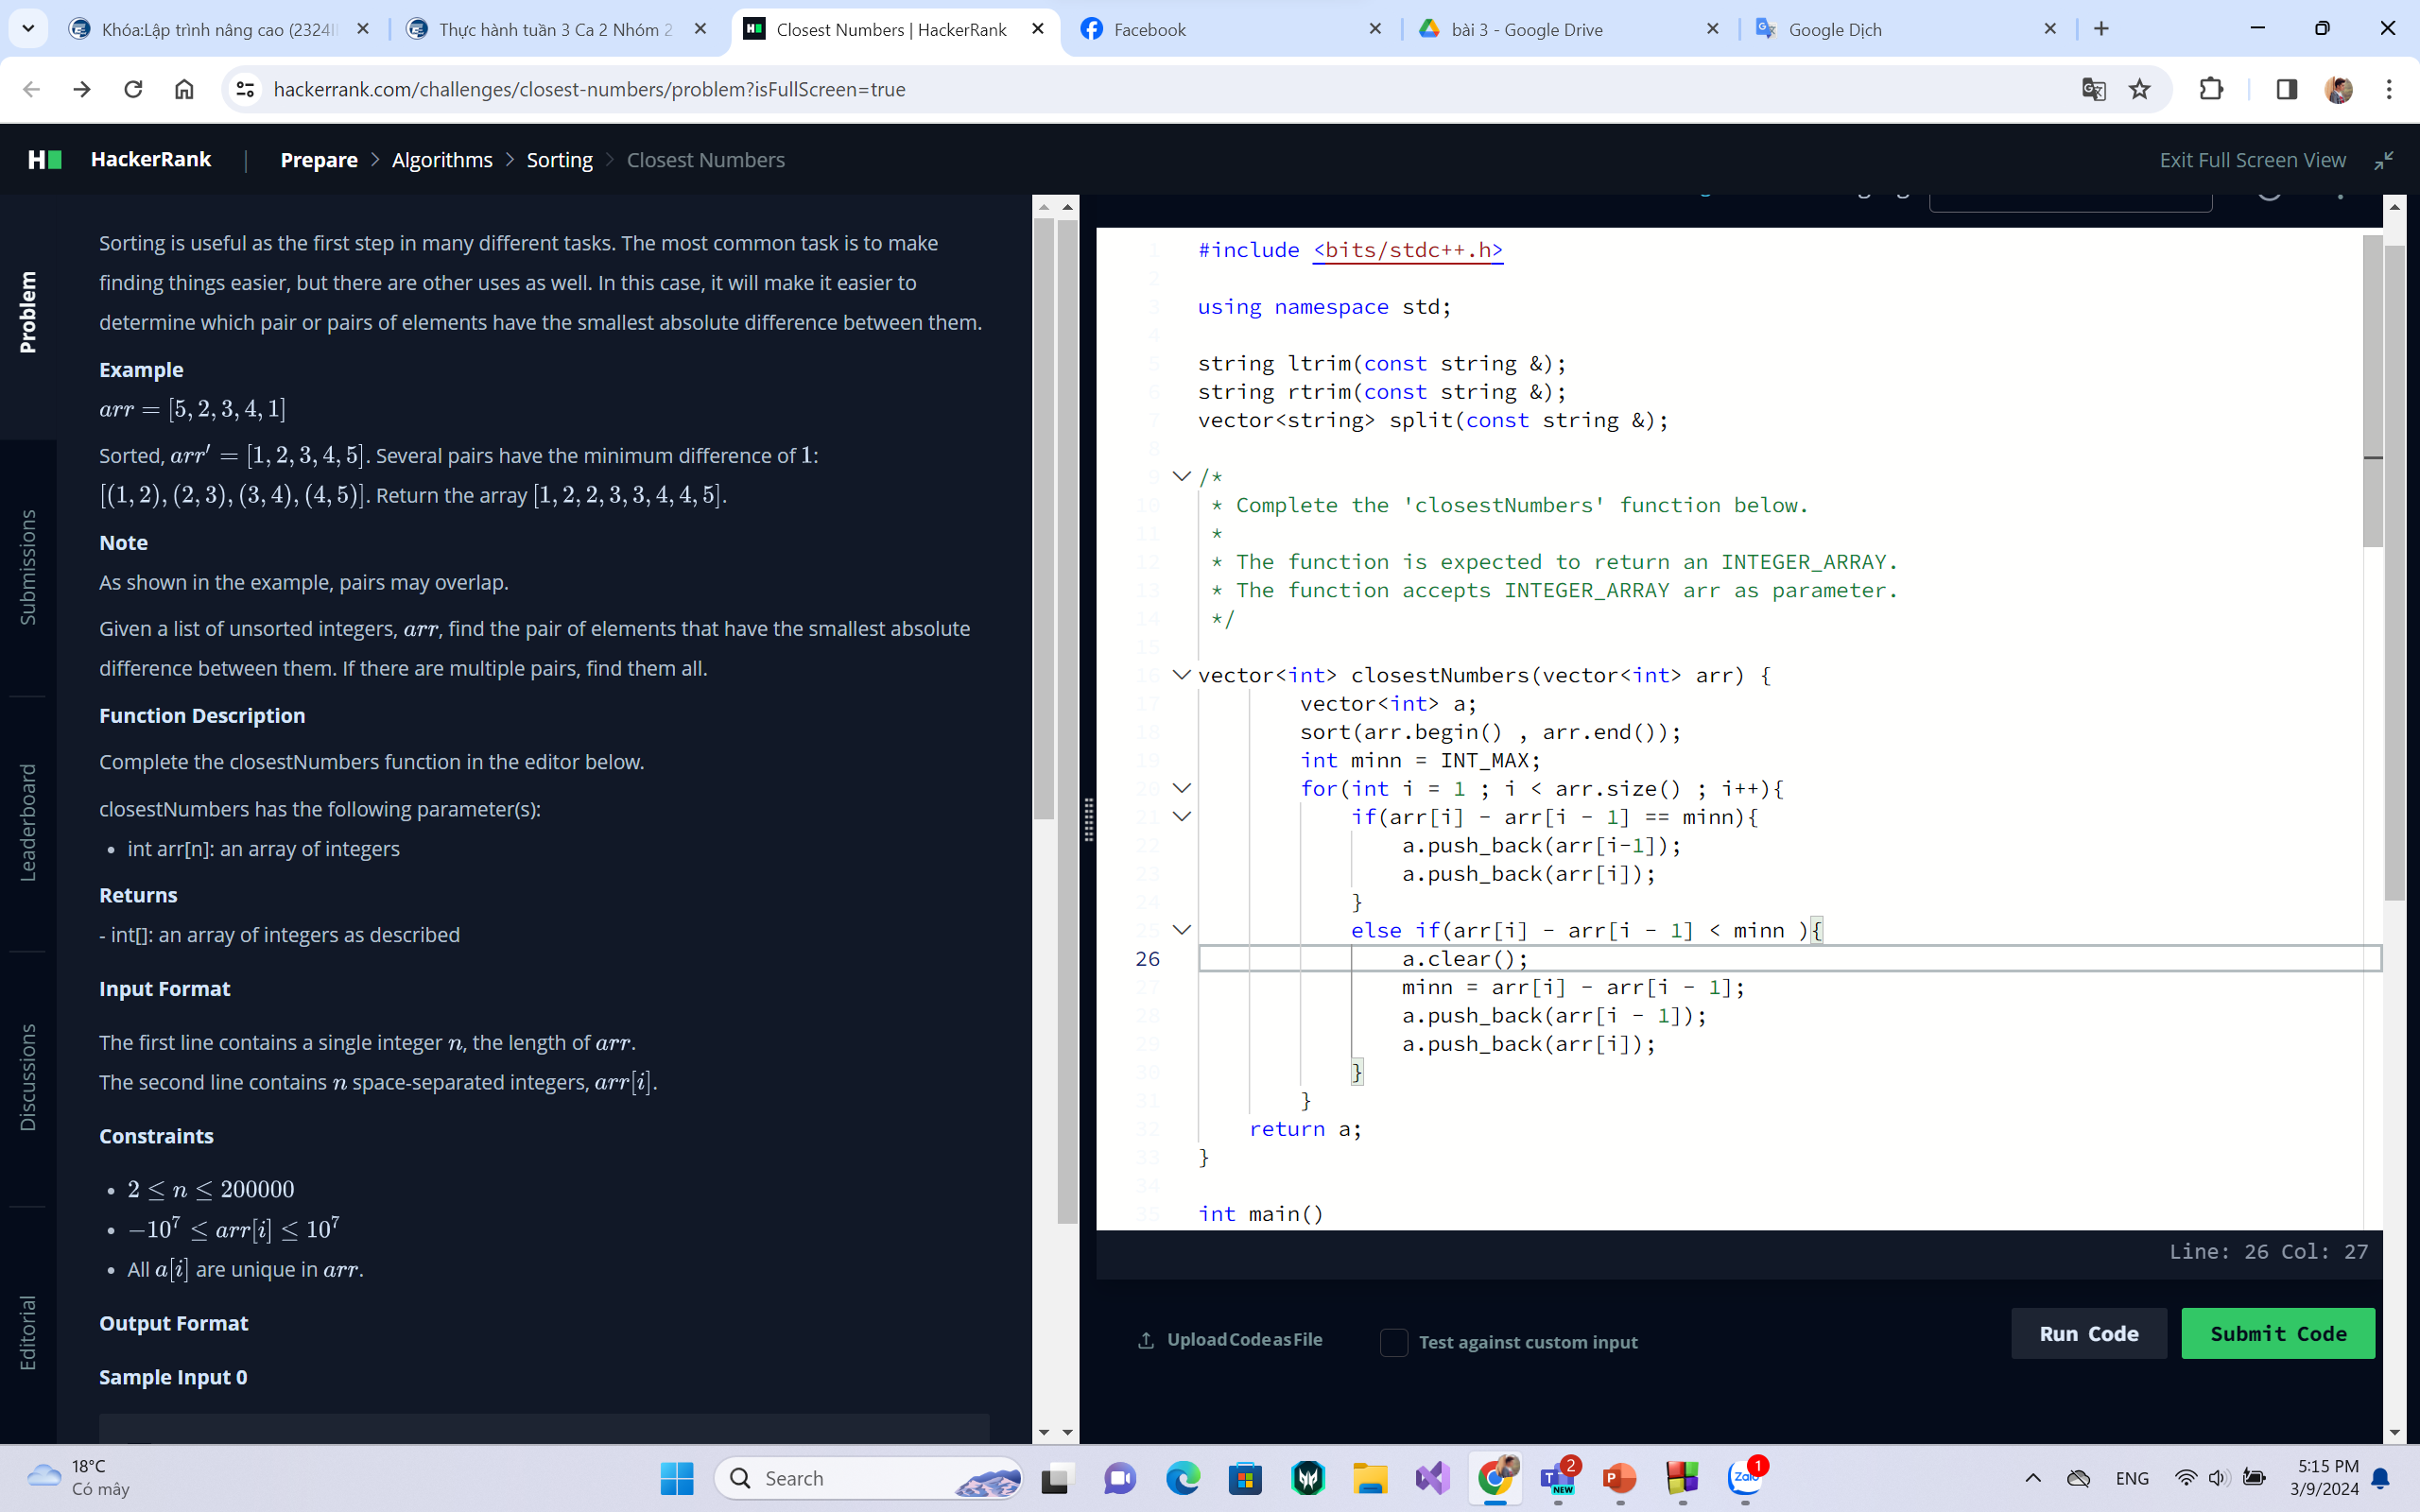 Khóa:Lập trình nâng cao (2324II
Thực hành tuần 3 Ca 2 Nhóm 2
Closest Numbers | HackerRank
Facebook
bài 3 - Google Drive
Google Dịch
hackerrank.com/challenges/closest-numbers/problem?isFullScreen=true
HackerRank
Prepare > Algorithms > Sorting > Closest Numbers
Exit Full Screen View
Problem
Submissions
Leaderboard
Discussions
Editorial
Sorting is useful as the first step in many different tasks. The most common task is to make
finding things easier, but there are other uses as well. In this case, it will make it easier to
determine which pair or pairs of elements have the smallest absolute difference between them.
Example
arr = [5, 2, 3, 4, 1]
Sorted, arr′ = [1, 2, 3, 4, 5]. Several pairs have the minimum difference of 1:
[(1, 2), (2, 3), (3, 4), (4, 5)]. Return the array [1, 2, 2, 3, 3, 4, 4, 5].
Note
As shown in the example, pairs may overlap.
Given a list of unsorted integers, arr, find the pair of elements that have the smallest absolute
difference between them. If there are multiple pairs, find them all.
Function Description
Complete the closestNumbers function in the editor below.
closestNumbers has the following parameter(s):
• int arr[n]: an array of integers
Returns
- int[]: an array of integers as described
Input Format
The first line contains a single integer n, the length of arr.
The second line contains n space-separated integers, arr[i].
Constraints
• 2 ≤ n ≤ 200000
• −10⁷ ≤ arr[i] ≤ 10⁷
• All a[i] are unique in arr.
Output Format
Sample Input 0
1 #include <bits/stdc++.h>
2
3 using namespace std;
4
5 string ltrim(const string &);
6 string rtrim(const string &);
7 vector<string> split(const string &);
8
9 /*
10 * Complete the 'closestNumbers' function below.
11 *
12 * The function is expected to return an INTEGER_ARRAY.
13 * The function accepts INTEGER_ARRAY arr as parameter.
14 */
15
16 vector<int> closestNumbers(vector<int> arr) {
17 vector<int> a;
18 sort(arr.begin() , arr.end());
19 int minn = INT_MAX;
20 for(int i = 1 ; i < arr.size() ; i++){
21 if(arr[i] - arr[i - 1] == minn){
22 a.push_back(arr[i-1]);
23 a.push_back(arr[i]);
24 }
25 else if(arr[i] - arr[i - 1] < minn ){
26 a.clear();
27 minn = arr[i] - arr[i - 1];
28 a.push_back(arr[i - 1]);
29 a.push_back(arr[i]);
30 }
31 }
32 return a;
33 }
34
35 int main()
Line: 26 Col: 27
Upload Code as File
Test against custom input
Run Code
Submit Code
18°C
Có mây
Search
NEW
2
Zalo
1
ENG
5:15 PM
3/9/2024